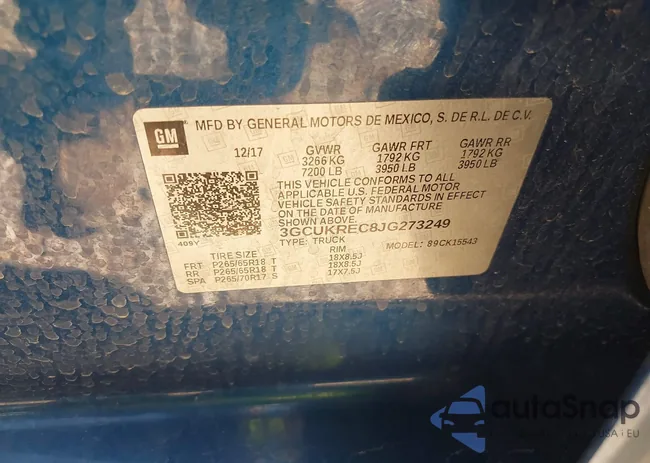 GM
MFD BY GENERAL MOTORS DE MEXICO, S. DE R.L. DE C.V.
12/17 GVWR GAWR FRT GAWR RR
3266 KG 1792 KG 1792 KG
7200 LB 3950 LB 3950 LB
THIS VEHICLE CONFORMS TO ALL
APPLICABLE U.S. FEDERAL MOTOR
VEHICLE SAFETY STANDARDS IN EFFECT
ON THE DATE OF MANUFACTURE
SHOWN ABOVE.
3GCUKREC8JG273249
409Y TYPE: TRUCK MODEL: 89CK15543
TIRE SIZE RIM
FRT P265/65R18 T 18X8.5J
RR P265/65R18 T 18X8.5J
SPA P255/70R17 S 17X7.5J
autoSnap
USA • EU